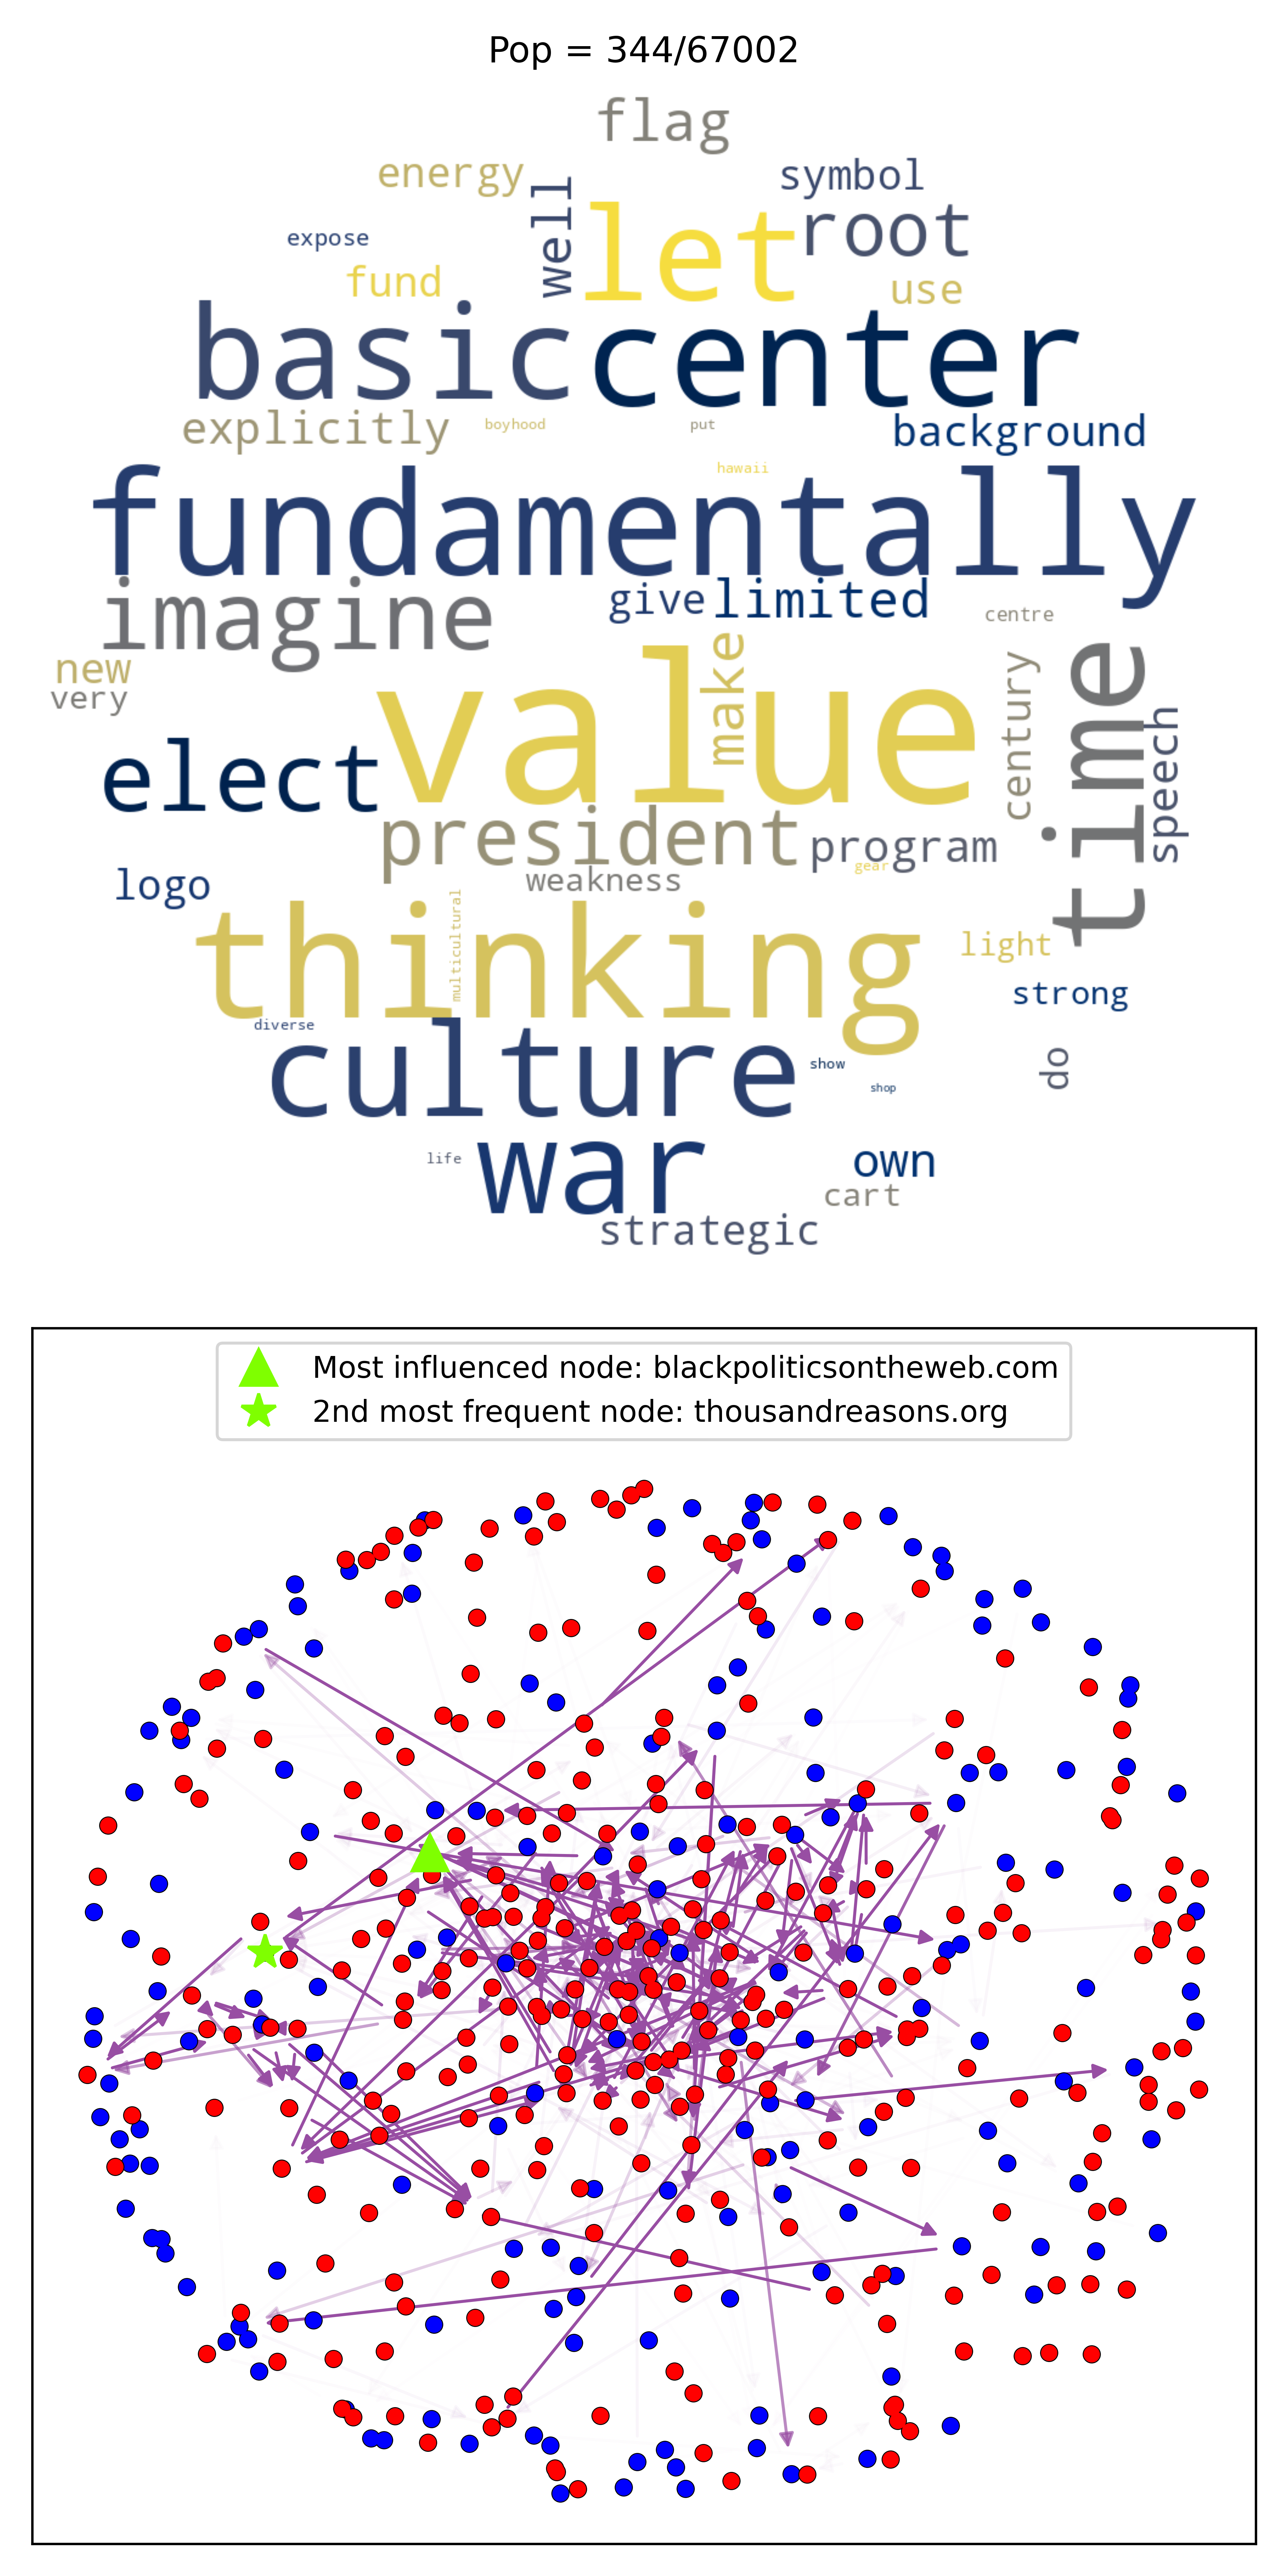 Pop = 344/67002
flag
energy
symbol
well
let
root
expose
fund
use
basic
center
explicitly
boyhood
put
background
hawaii
fundamentally
imagine
give
limited
centre
new
very
value
make
century
time
speech
elect
president
program
gear
weakness
logo
thinking
multicultural
light
strong
diverse
culture
show
shop
do
life
war
own
cart
strategic
Most influenced node: blackpoliticsontheweb.com
2nd most frequent node: thousandreasons.org